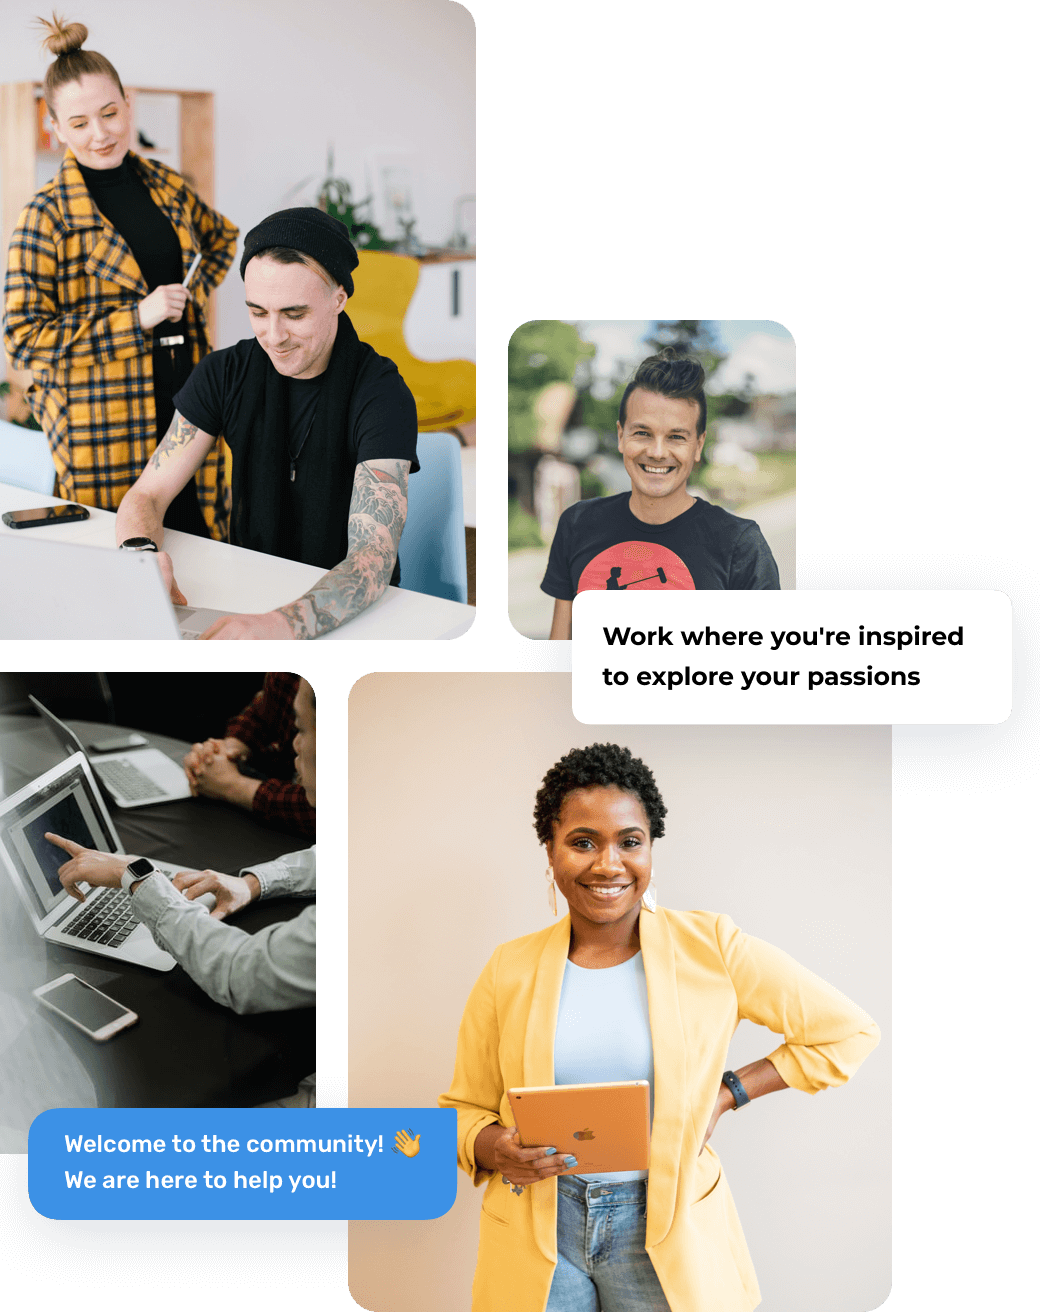 Work where you're inspired
to explore your passions
Welcome to the community! 👋
We are here to help you!